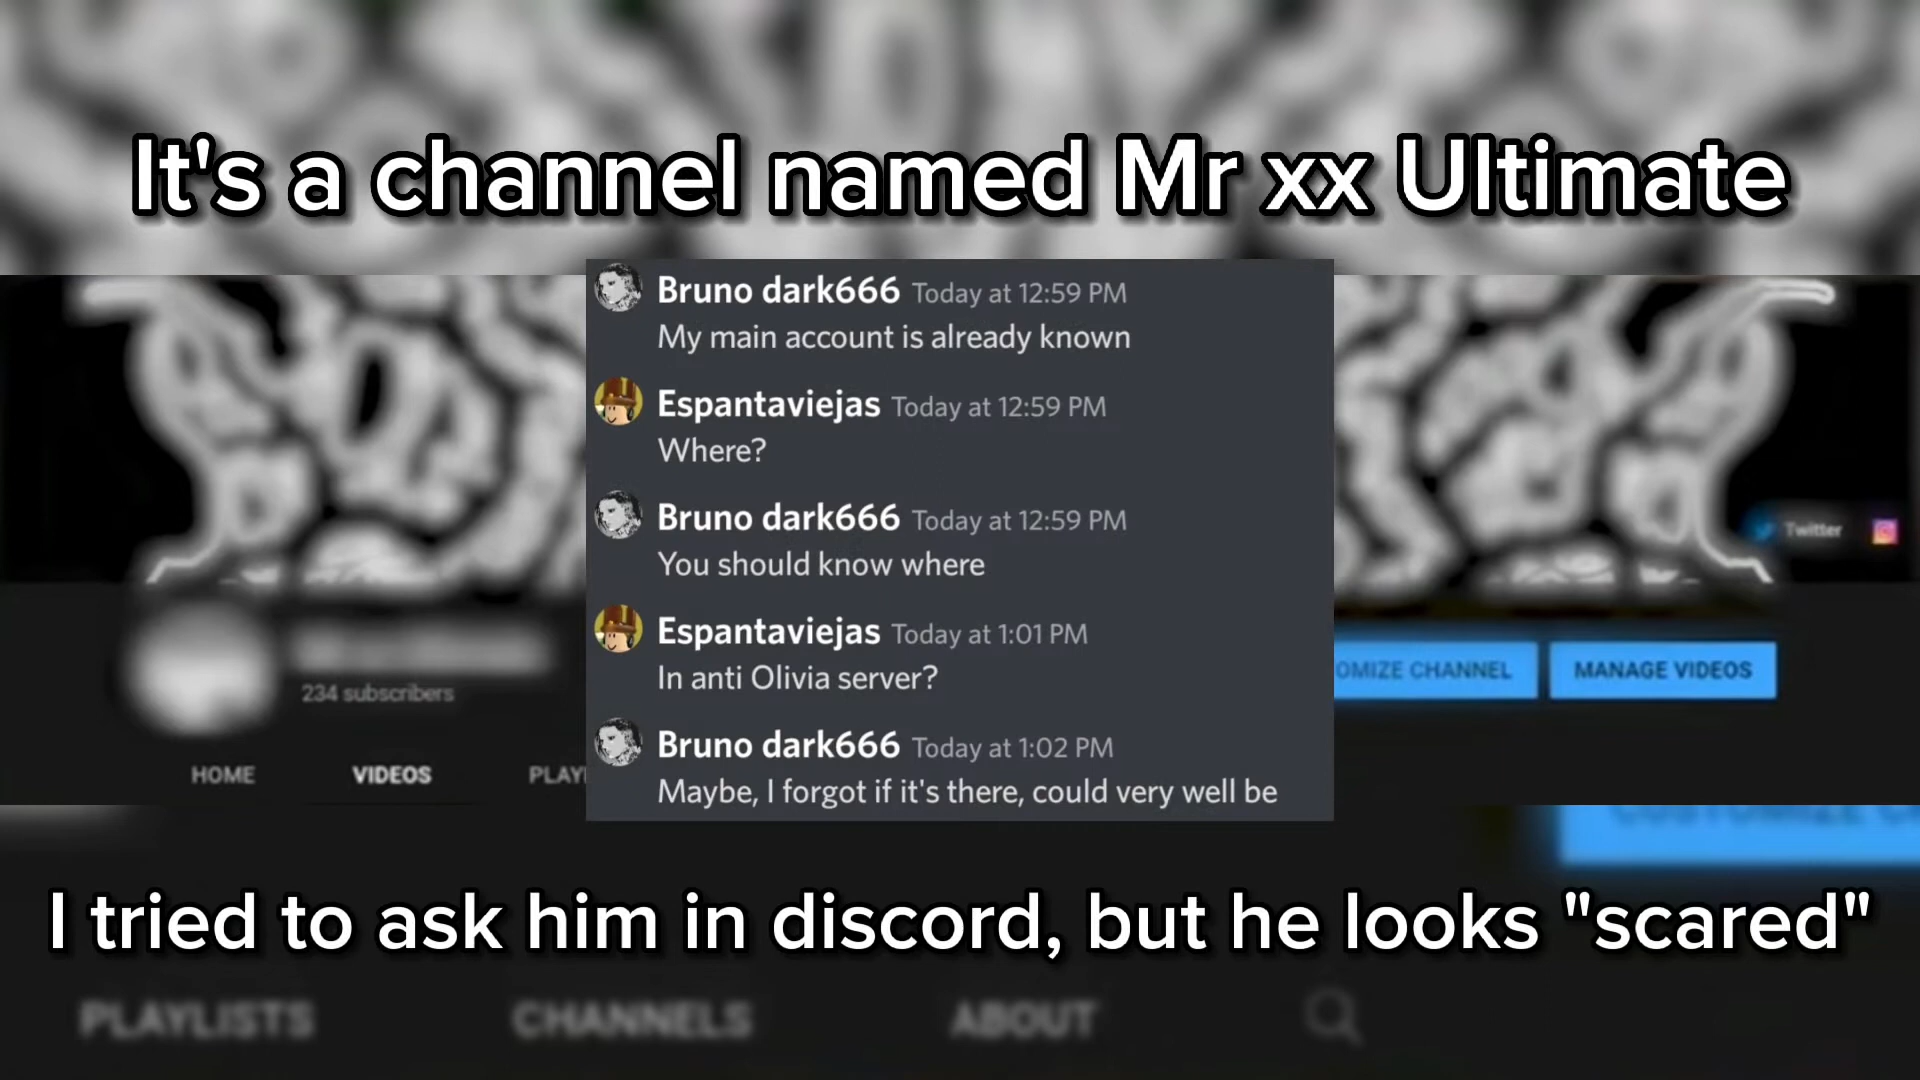 It's a channel named Mr xx Ultimate
Bruno dark666 Today at 12:59 PM
My main account is already known
Espantaviejas Today at 12:59 PM
Where?
Bruno dark666 Today at 12:59 PM
You should know where
Twitter
Espantaviejas Today at 1:01 PM
In anti Olivia server?
OMIZE CHANNEL
MANAGE VIDEOS
234 subscribers
Bruno dark666 Today at 1:02 PM
Maybe, I forgot if it's there, could very well be
HOME
VIDEOS
PLAY
I tried to ask him in discord, but he looks "scared"
PLAYLISTS
CHANNELS
ABOUT